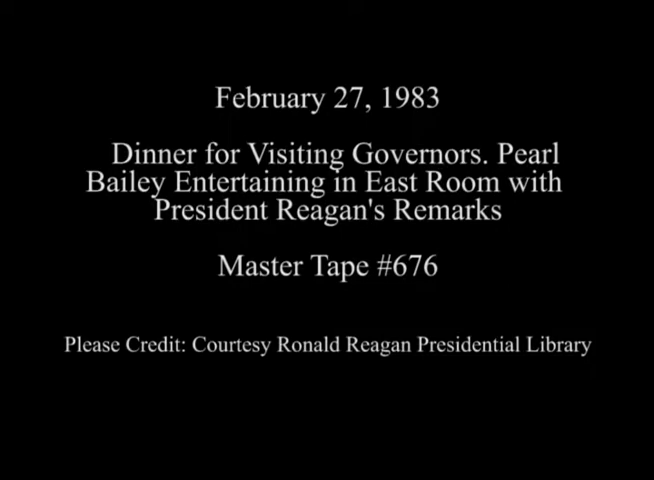 February 27, 1983
Dinner for Visiting Governors. Pearl
Bailey Entertaining in East Room with
President Reagan's Remarks
Master Tape #676
Please Credit: Courtesy Ronald Reagan Presidential Library